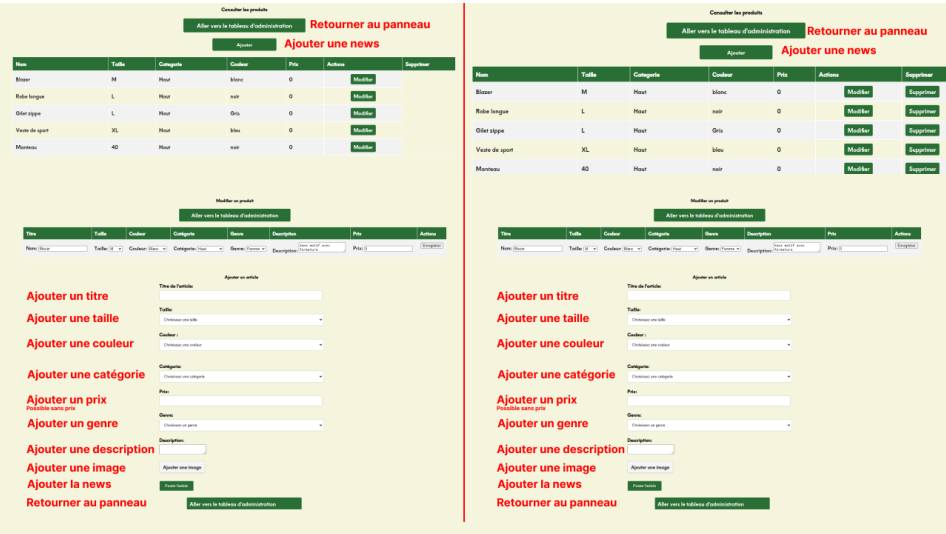 Consulter les produits
Aller vers le tableau d'administration
Retourner au panneau
Ajouter
Ajouter une news
Nom Taille Categorie Couleur Prix Actions Supprimer
Blazer M Haut blanc 0 Modifier
Robe longue L Haut noir 0 Modifier
Gilet zippe L Haut Gris 0 Modifier
Veste de sport XL Haut bleu 0 Modifier
Manteau 40 Haut noir 0 Modifier
Modifier un produit
Aller vers le tableau d'administration
Titre Taille Couleur Catégorie Genre Description Prix Actions
Nom: Blazer Taille: M Couleur: Blanc Catégorie: Haut Genre: Femme Description: Sans motif avec fermeture Prix: 0 Enregistrer
Ajouter un article
Titre de l'article:
Ajouter un titre
Taille:
Ajouter une taille
Choisissez une taille
Couleur :
Ajouter une couleur
Choisissez une couleur
Catégorie:
Ajouter une catégorie
Choisissez une catégorie
Prix:
Ajouter un prix
Possible sans prix
Genre:
Ajouter un genre
Choisissez un genre
Description:
Ajouter une description
Ajouter une image
Ajouter une image
Ajouter la news
Poster l'article
Retourner au panneau
Aller vers le tableau d'administration
Consulter les produits
Aller vers le tableau d'administration
Retourner au panneau
Ajouter
Ajouter une news
Nom Taille Categorie Couleur Prix Actions Supprimer
Blazer M Haut blanc 0 Modifier Supprimer
Robe longue L Haut noir 0 Modifier Supprimer
Gilet zippe L Haut Gris 0 Modifier Supprimer
Veste de sport XL Haut bleu 0 Modifier Supprimer
Manteau 40 Haut noir 0 Modifier Supprimer
Modifier un produit
Aller vers le tableau d'administration
Titre Taille Couleur Catégorie Genre Description Prix Actions
Nom: Blazer Taille: M Couleur: Blanc Catégorie: Haut Genre: Femme Description: Sans motif avec fermeture Prix: 0 Enregistrer
Ajouter un article
Titre de l'article:
Ajouter un titre
Taille:
Ajouter une taille
Choisissez une taille
Couleur :
Ajouter une couleur
Choisissez une couleur
Catégorie:
Ajouter une catégorie
Choisissez une catégorie
Prix:
Ajouter un prix
Possible sans prix
Genre:
Ajouter un genre
Choisissez un genre
Description:
Ajouter une description
Ajouter une image
Ajouter une image
Ajouter la news
Poster l'article
Retourner au panneau
Aller vers le tableau d'administration